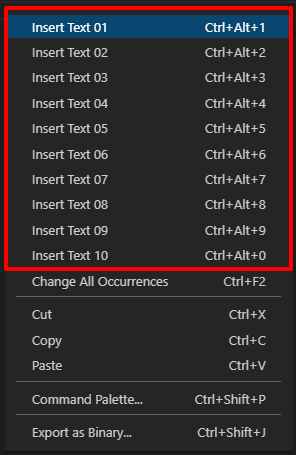 Insert Text 01 Ctrl+Alt+1
Insert Text 02 Ctrl+Alt+2
Insert Text 03 Ctrl+Alt+3
Insert Text 04 Ctrl+Alt+4
Insert Text 05 Ctrl+Alt+5
Insert Text 06 Ctrl+Alt+6
Insert Text 07 Ctrl+Alt+7
Insert Text 08 Ctrl+Alt+8
Insert Text 09 Ctrl+Alt+9
Insert Text 10 Ctrl+Alt+0
Change All Occurrences Ctrl+F2
Cut Ctrl+X
Copy Ctrl+C
Paste Ctrl+V
Command Palette... Ctrl+Shift+P
Export as Binary... Ctrl+Shift+J